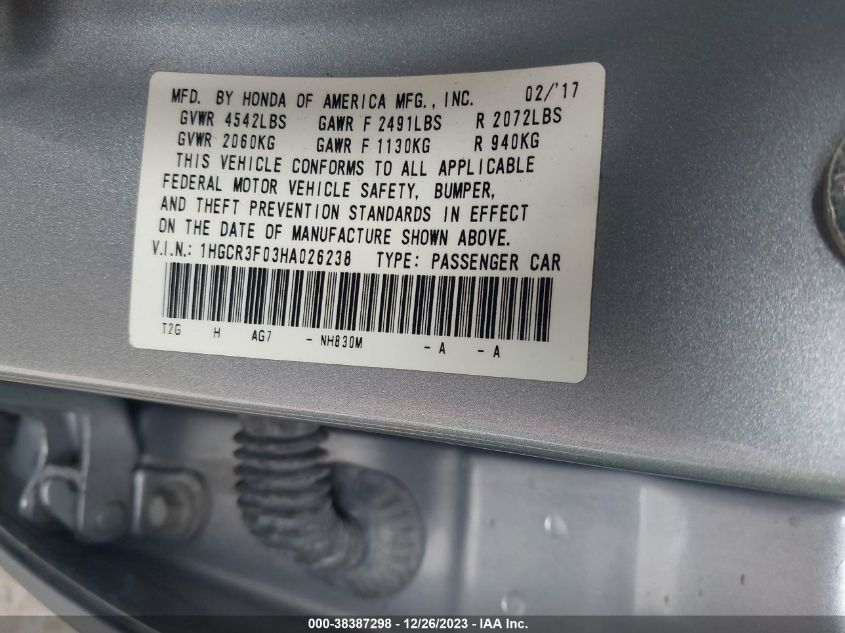 MFD. BY HONDA OF AMERICA MFG., INC. 02/'17
GVWR 4542LBS GAWR F 2491LBS R 2072LBS
GVWR 2060KG GAWR F 1130KG R 940KG
THIS VEHICLE CONFORMS TO ALL APPLICABLE
FEDERAL MOTOR VEHICLE SAFETY, BUMPER,
AND THEFT PREVENTION STANDARDS IN EFFECT
ON THE DATE OF MANUFACTURE SHOWN ABOVE.
V.I.N.: 1HGCR3F03HA026238 TYPE: PASSENGER CAR
T2G H AG7 - NH830M - A - A
000-38387298 - 12/26/2023 - IAA Inc.